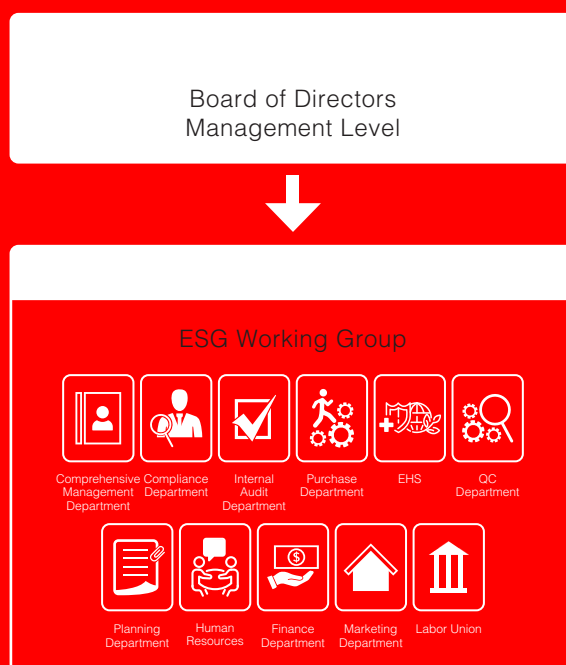 Board of Directors
Management Level
ESG Working Group
Comprehensive
Management
Department
Compliance
Department
Internal
Audit
Department
Purchase
Department
EHS
QC
Department
$
Planning
Department
Human
Resources
Finance
Department
Marketing
Department
Labor Union